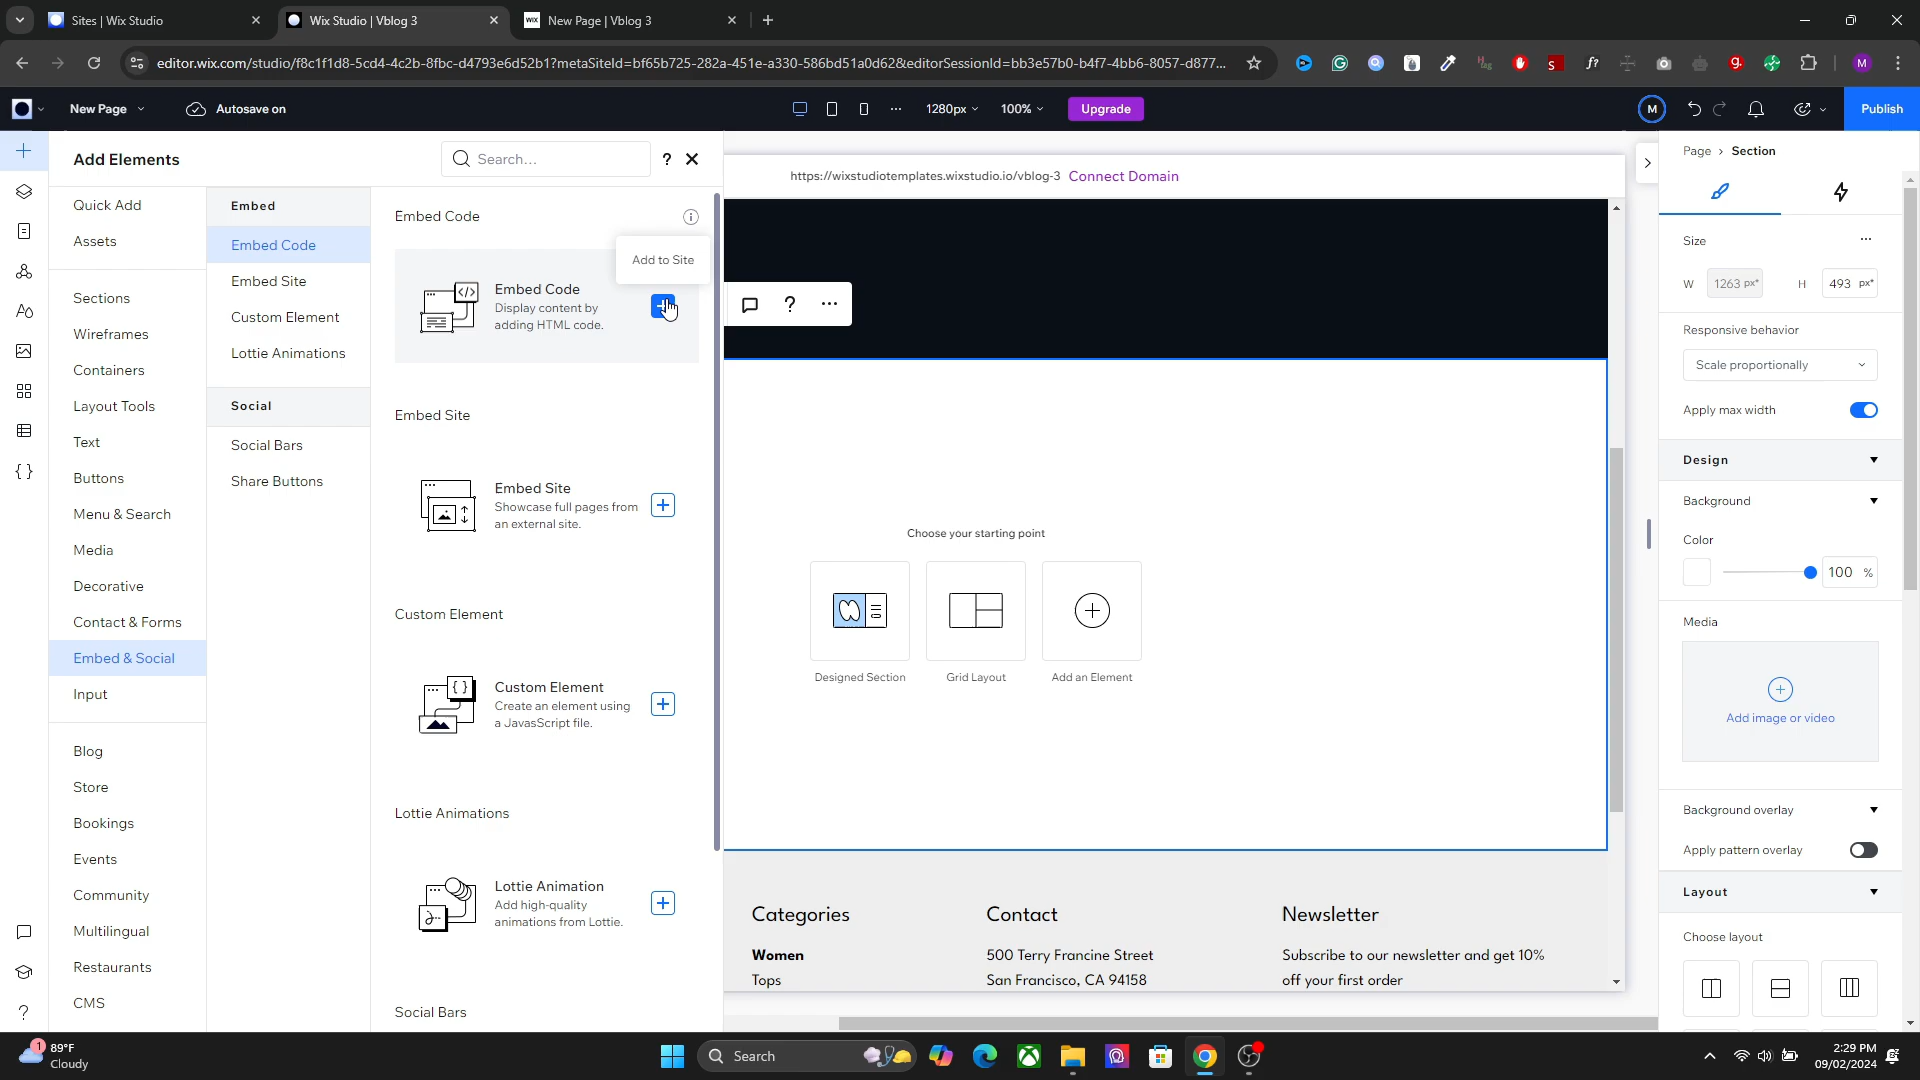 Sites | Wix Studio
Wix Studio | Vblog 3
WIX
New Page | Vblog 3
editor.wix.com/studio/f8c1f1d8-5cd4-4c2b-8fbc-d4793e6d52b1?metaSiteId=bf65b725-282a-451e-a330-586bd51a0d62&editorSessionId=bb3e57b0-b4f7-4bb6-8057-d877...
New Page
Autosave on
1280px
100%
Upgrade
M
Publish
Add Elements
Search...
?
Quick Add
Assets
Sections
Wireframes
Containers
Layout Tools
Text
Buttons
Menu & Search
Media
Decorative
Contact & Forms
Embed & Social
Input
Blog
Store
Bookings
Events
Community
Multilingual
Restaurants
CMS
Embed
Embed Code
Embed Site
Custom Element
Lottie Animations
Social
Social Bars
Share Buttons
Embed Code
Add to Site
Embed Code
Display content by
adding HTML code.
Embed Site
Embed Site
Showcase full pages from
an external site.
Custom Element
Custom Element
Create an element using
a JavaScript file.
Lottie Animations
Lottie Animation
Add high-quality
animations from Lottie.
Social Bars
https://wixstudiotemplates.wixstudio.io/vblog-3 Connect Domain
?
Choose your starting point
Designed Section
Grid Layout
Add an Element
Categories
Women
Tops
Contact
500 Terry Francine Street
San Francisco, CA 94158
Newsletter
Subscribe to our newsletter and get 10%
off your first order
Page > Section
Size
W 1263 px*
H 493 px*
Responsive behavior
Scale proportionally
Apply max width
Design
Background
Color
100 %
Media
Add image or video
Background overlay
Apply pattern overlay
Layout
Choose layout
1
89°F
Cloudy
Search
2:29 PM
09/02/2024